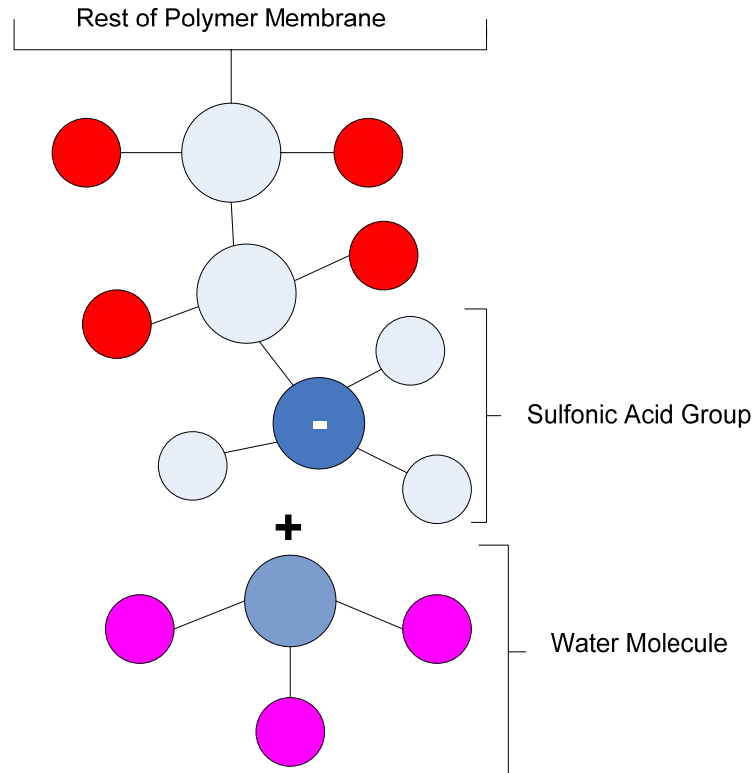 Rest of Polymer Membrane
-
Sulfonic Acid Group
+
Water Molecule